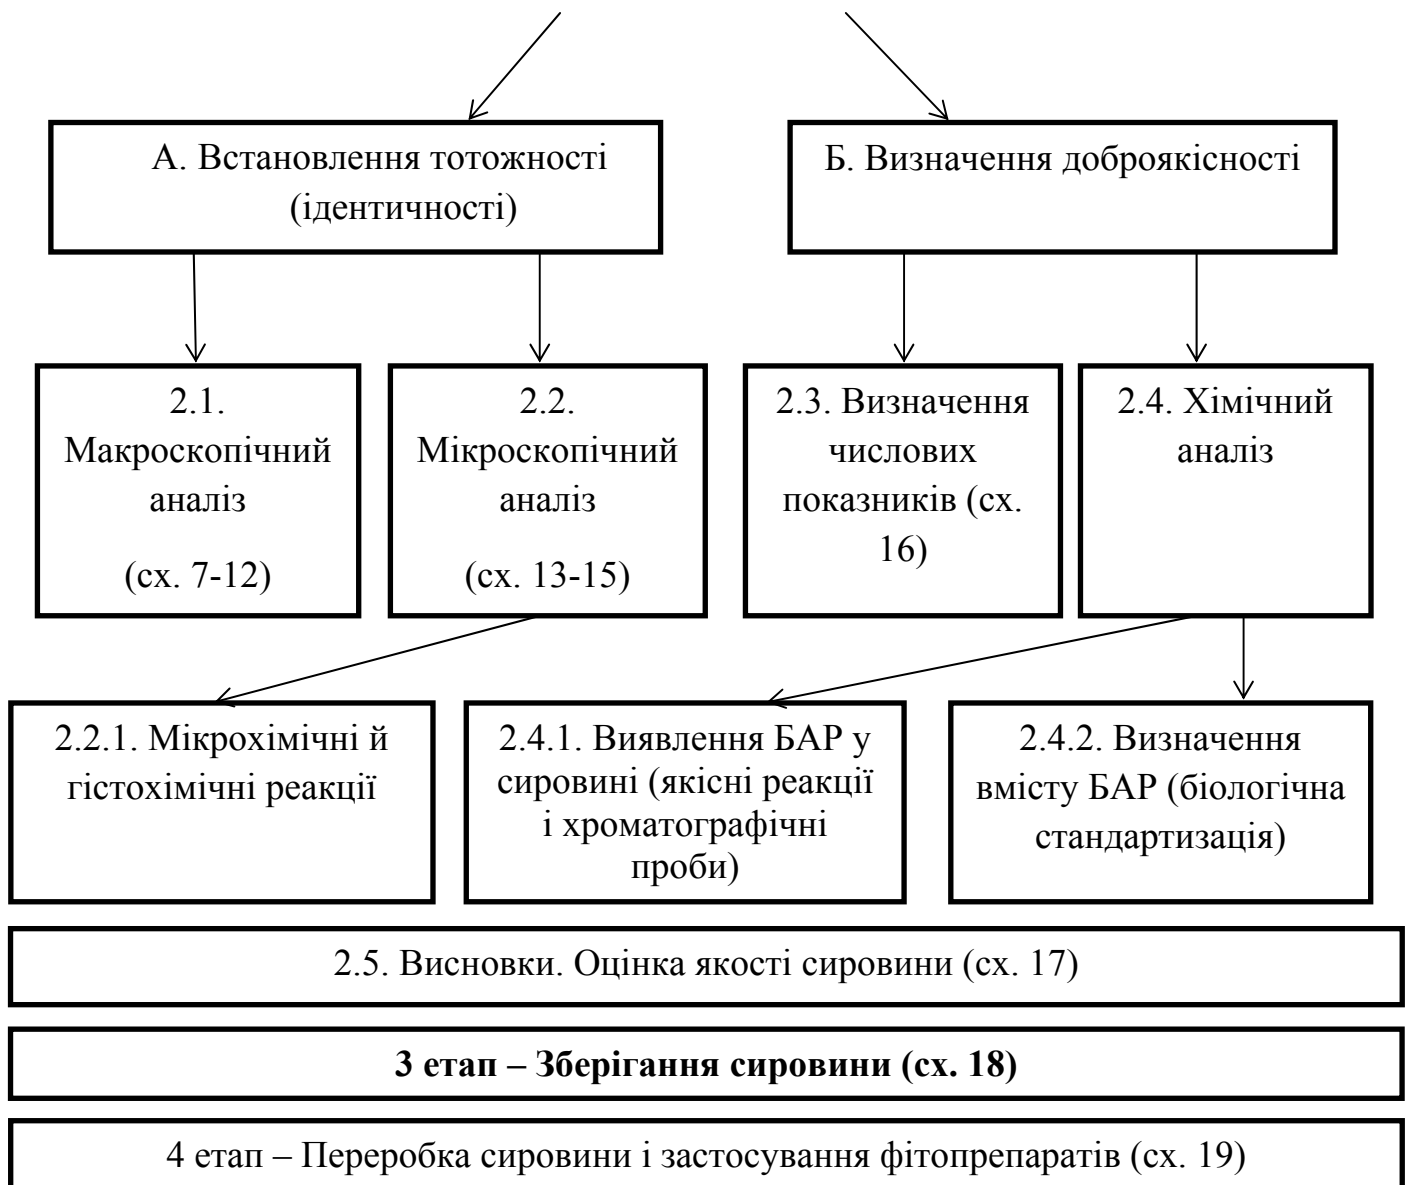 А. Встановлення тотожності
(ідентичності)
Б. Визначення доброякісності
2.1.
Макроскопічний
аналіз
(сх. 7-12)
2.2.
Мікроскопічний
аналіз
(сх. 13-15)
2.3. Визначення
числових
показників (сх.
16)
2.4. Хімічний
аналіз
2.2.1. Мікрохімічні й
гістохімічні реакції
2.4.1. Виявлення БАР у
сировині (якісні реакції
і хроматографічні
проби)
2.4.2. Визначення
вмісту БАР (біологічна
стандартизація)
2.5. Висновки. Оцінка якості сировини (сх. 17)
3 етап – Зберігання сировини (сх. 18)
4 етап – Переробка сировини і застосування фітопрепаратів (сх. 19)